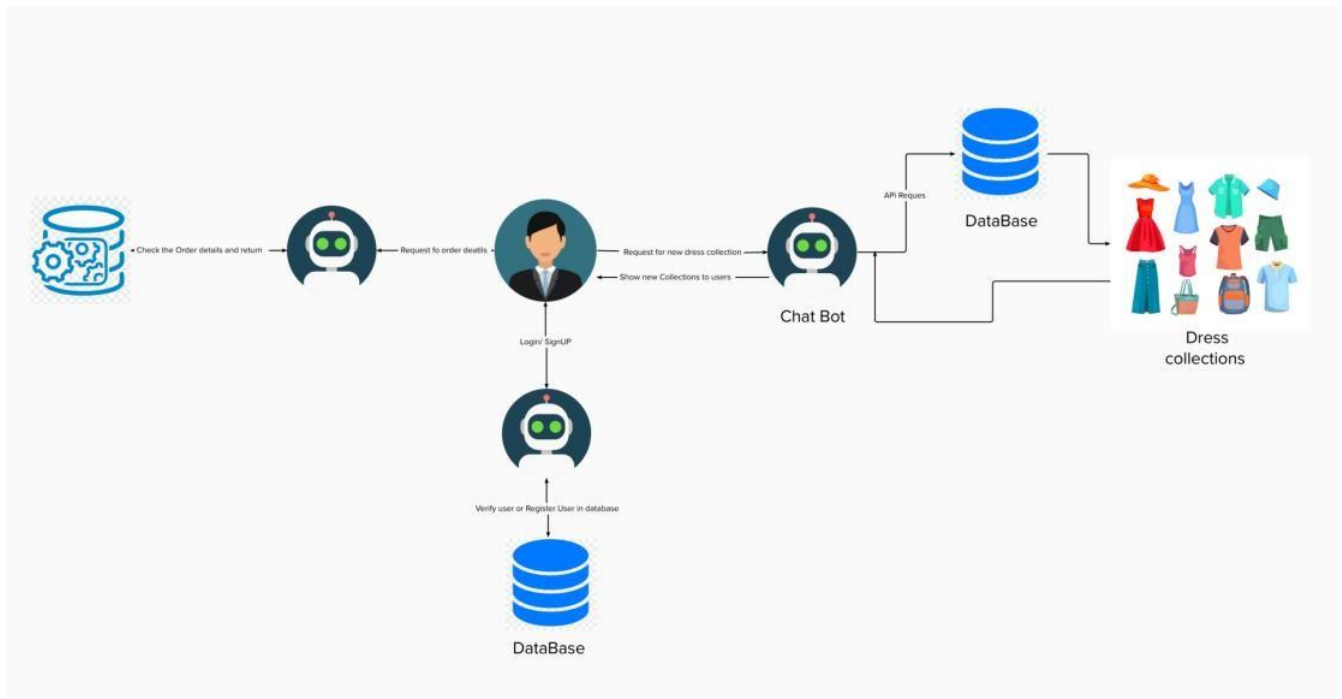 API Reques
DataBase
Check the Order details and return
Request fo order deatils
Request for new dress collection
Show new Collections to users
Chat Bot
Dress
collections
Login/ SignUP
Verify user or Register User in database
DataBase